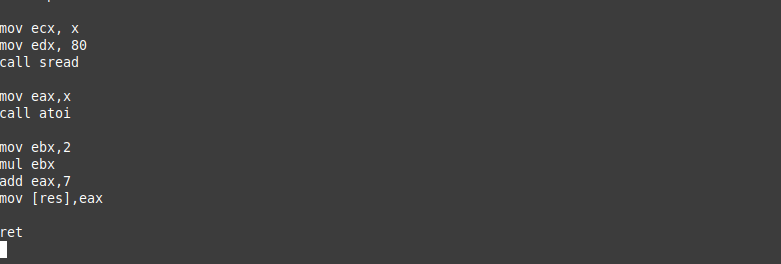 mov ecx, x
mov edx, 80
call sread
mov eax,x
call atoi
mov ebx,2
mul ebx
add eax,7
mov [res],eax
ret